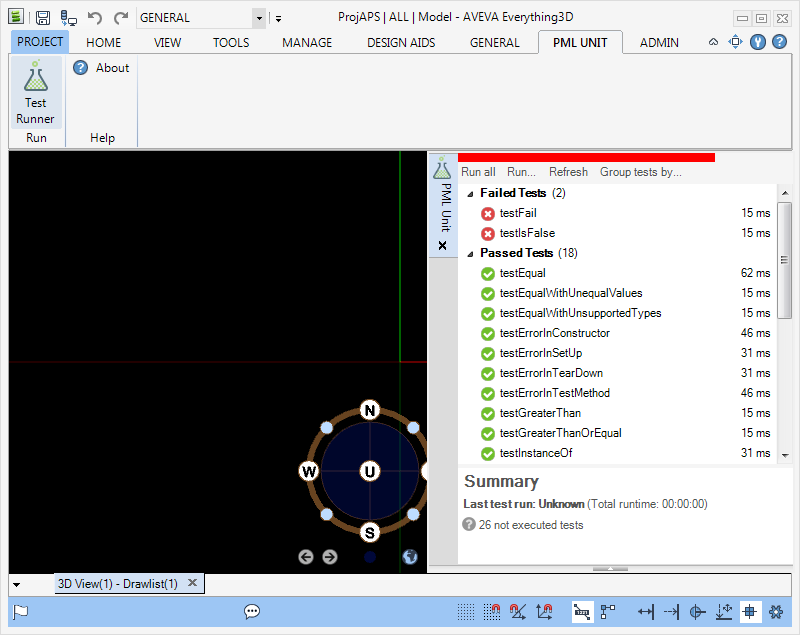 GENERAL
ProjAPS | ALL | Model - AVEVA Everything3D
PROJECT HOME VIEW TOOLS MANAGE DESIGN AIDS GENERAL PML UNIT ADMIN
Test
Runner
Run
About
Help
PML Unit
Run all Run... Refresh Group tests by...
Failed Tests (2)
testFail 15 ms
testIsFalse 15 ms
Passed Tests (18)
testEqual 62 ms
testEqualWithUnequalValues 15 ms
testEqualWithUnsupportedTypes 15 ms
testErrorInConstructor 46 ms
testErrorInSetUp 31 ms
testErrorInTearDown 31 ms
testErrorInTestMethod 46 ms
testGreaterThan 15 ms
testGreaterThanOrEqual 15 ms
testInstanceOf 31 ms
Summary
Last test run: Unknown (Total runtime: 00:00:00)
26 not executed tests
N
W U
S
3D View(1) - Drawlist(1)